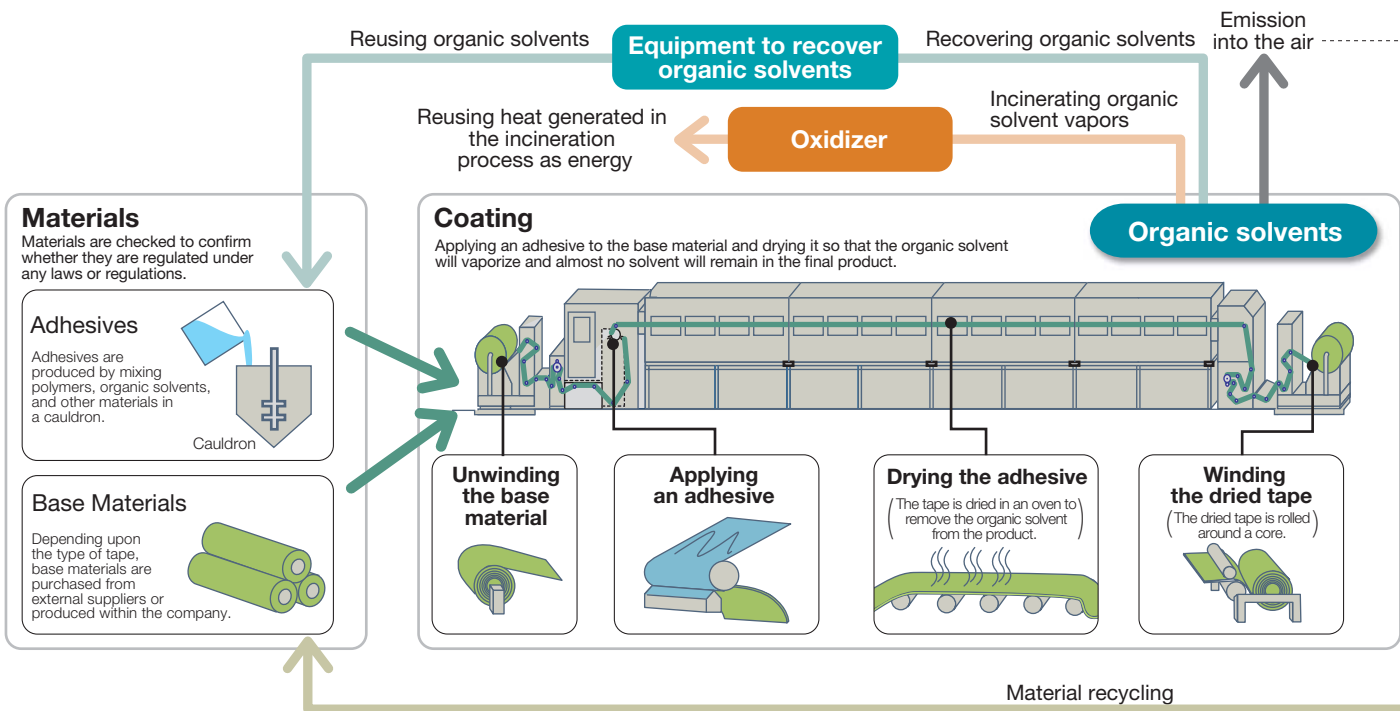 Reusing organic solvents
Equipment to recover
organic solvents
Recovering organic solvents
Emission
into the air
Reusing heat generated in
the incineration
process as energy
Oxidizer
Incinerating organic
solvent vapors
Materials
Materials are checked to confirm
whether they are regulated under
any laws or regulations.
Adhesives
Adhesives are
produced by mixing
polymers, organic solvents,
and other materials in
a cauldron.
Cauldron
Base Materials
Depending upon
the type of tape,
base materials are
purchased from
external suppliers or
produced within the company.
Coating
Applying an adhesive to the base material and drying it so that the organic solvent
will vaporize and almost no solvent will remain in the final product.
Organic solvents
Unwinding
the base
material
Applying
an adhesive
Drying the adhesive
(The tape is dried in an oven to
remove the organic solvent
from the product.)
Winding
the dried tape
(The dried tape is rolled
around a core.)
Material recycling